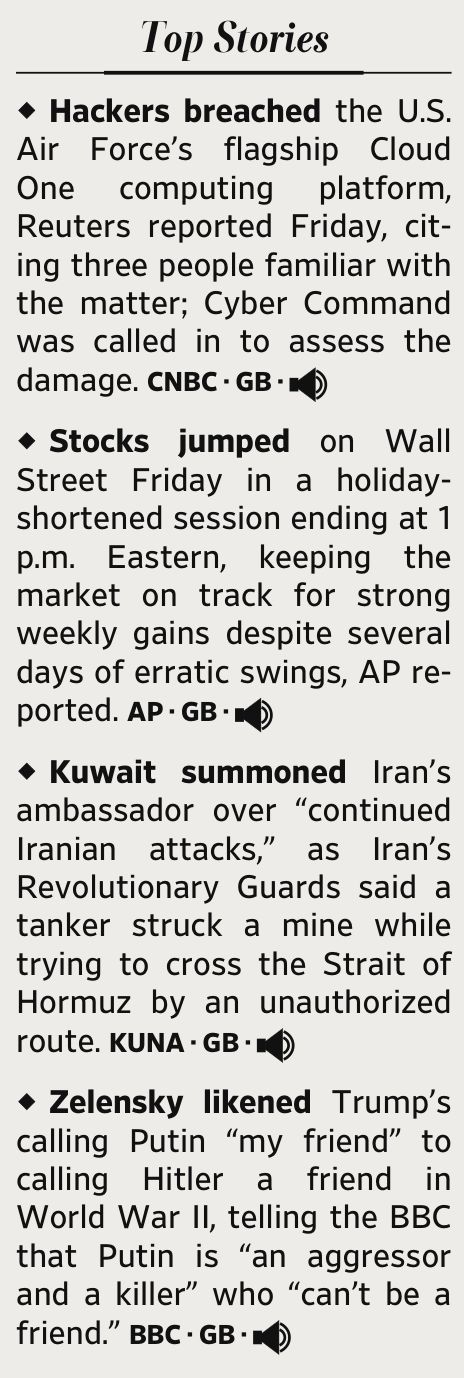 Top Stories
◆ Hackers breached the U.S.
Air Force’s flagship Cloud
One computing platform,
Reuters reported Friday, cit-
ing three people familiar with
the matter; Cyber Command
was called in to assess the
damage. CNBC · GB ·
◆ Stocks jumped on Wall
Street Friday in a holiday-
shortened session ending at 1
p.m. Eastern, keeping the
market on track for strong
weekly gains despite several
days of erratic swings, AP re-
ported. AP · GB ·
◆ Kuwait summoned Iran’s
ambassador over “continued
Iranian attacks,” as Iran’s
Revolutionary Guards said a
tanker struck a mine while
trying to cross the Strait of
Hormuz by an unauthorized
route. KUNA · GB ·
◆ Zelensky likened Trump’s
calling Putin “my friend” to
calling Hitler a friend in
World War II, telling the BBC
that Putin is “an aggressor
and a killer” who “can’t be a
friend.” BBC · GB ·